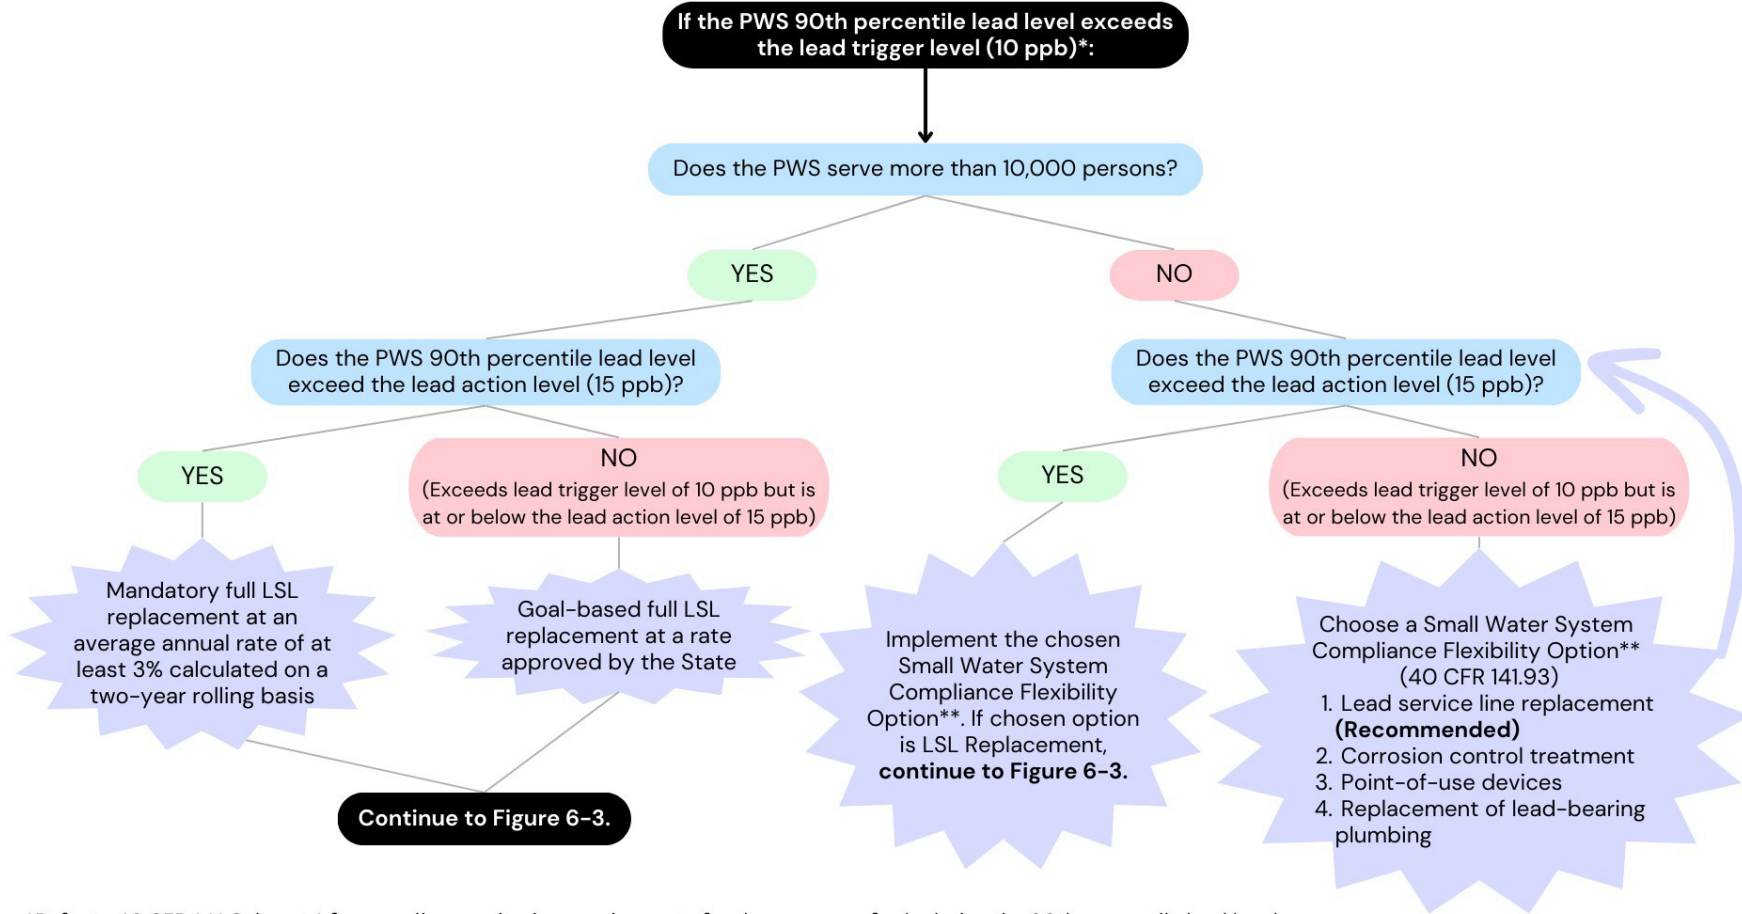 If the PWS 90th percentile lead level exceeds
the lead trigger level (10 ppb)*:
Does the PWS serve more than 10,000 persons?
YES
NO
Does the PWS 90th percentile lead level
exceed the lead action level (15 ppb)?
Does the PWS 90th percentile lead level
exceed the lead action level (15 ppb)?
YES
NO
(Exceeds lead trigger level of 10 ppb but is
at or below the lead action level of 15 ppb)
YES
NO
(Exceeds lead trigger level of 10 ppb but is
at or below the lead action level of 15 ppb)
Mandatory full LSL
replacement at an
average annual rate of at
least 3% calculated on a
two-year rolling basis
Goal-based full LSL
replacement at a rate
approved by the State
Continue to Figure 6-3.
Implement the chosen
Small Water System
Compliance Flexibility
Option**. If chosen option
is LSL Replacement,
continue to Figure 6-3.
Choose a Small Water System
Compliance Flexibility Option**
(40 CFR 141.93)
1. Lead service line replacement
(Recommended)
2. Corrosion control treatment
3. Point-of-use devices
4. Replacement of lead-bearing
plumbing